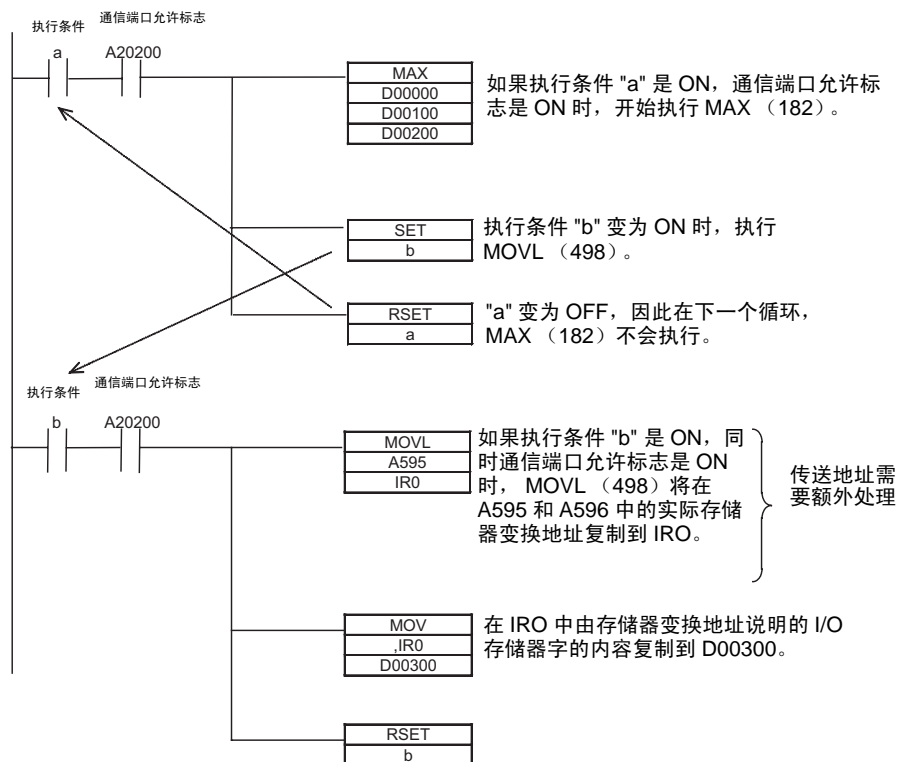 执行条件 通信端口允许标志
a A20200
MAX
D00000
D00100
D00200
如果执行条件 "a" 是 ON，通信端口允许标
志是 ON 时，开始执行 MAX （182）。
SET
b
执行条件 "b" 变为 ON 时，执行
MOVL （498）。
RSET
a
"a" 变为 OFF，因此在下一个循环，
MAX （182）不会执行。
执行条件 通信端口允许标志
b A20200
MOVL
A595
IR0
如果执行条件 "b" 是 ON，同
时通信端口允许标志是 ON
时， MOVL （498）将在
A595 和 A596 中的实际存储
器变换地址复制到 IRO。
传送地址需
要额外处理
MOV
,IR0
D00300
在 IRO 中由存储器变换地址说明的 I/O
存储器字的内容复制到 D00300。
RSET
b